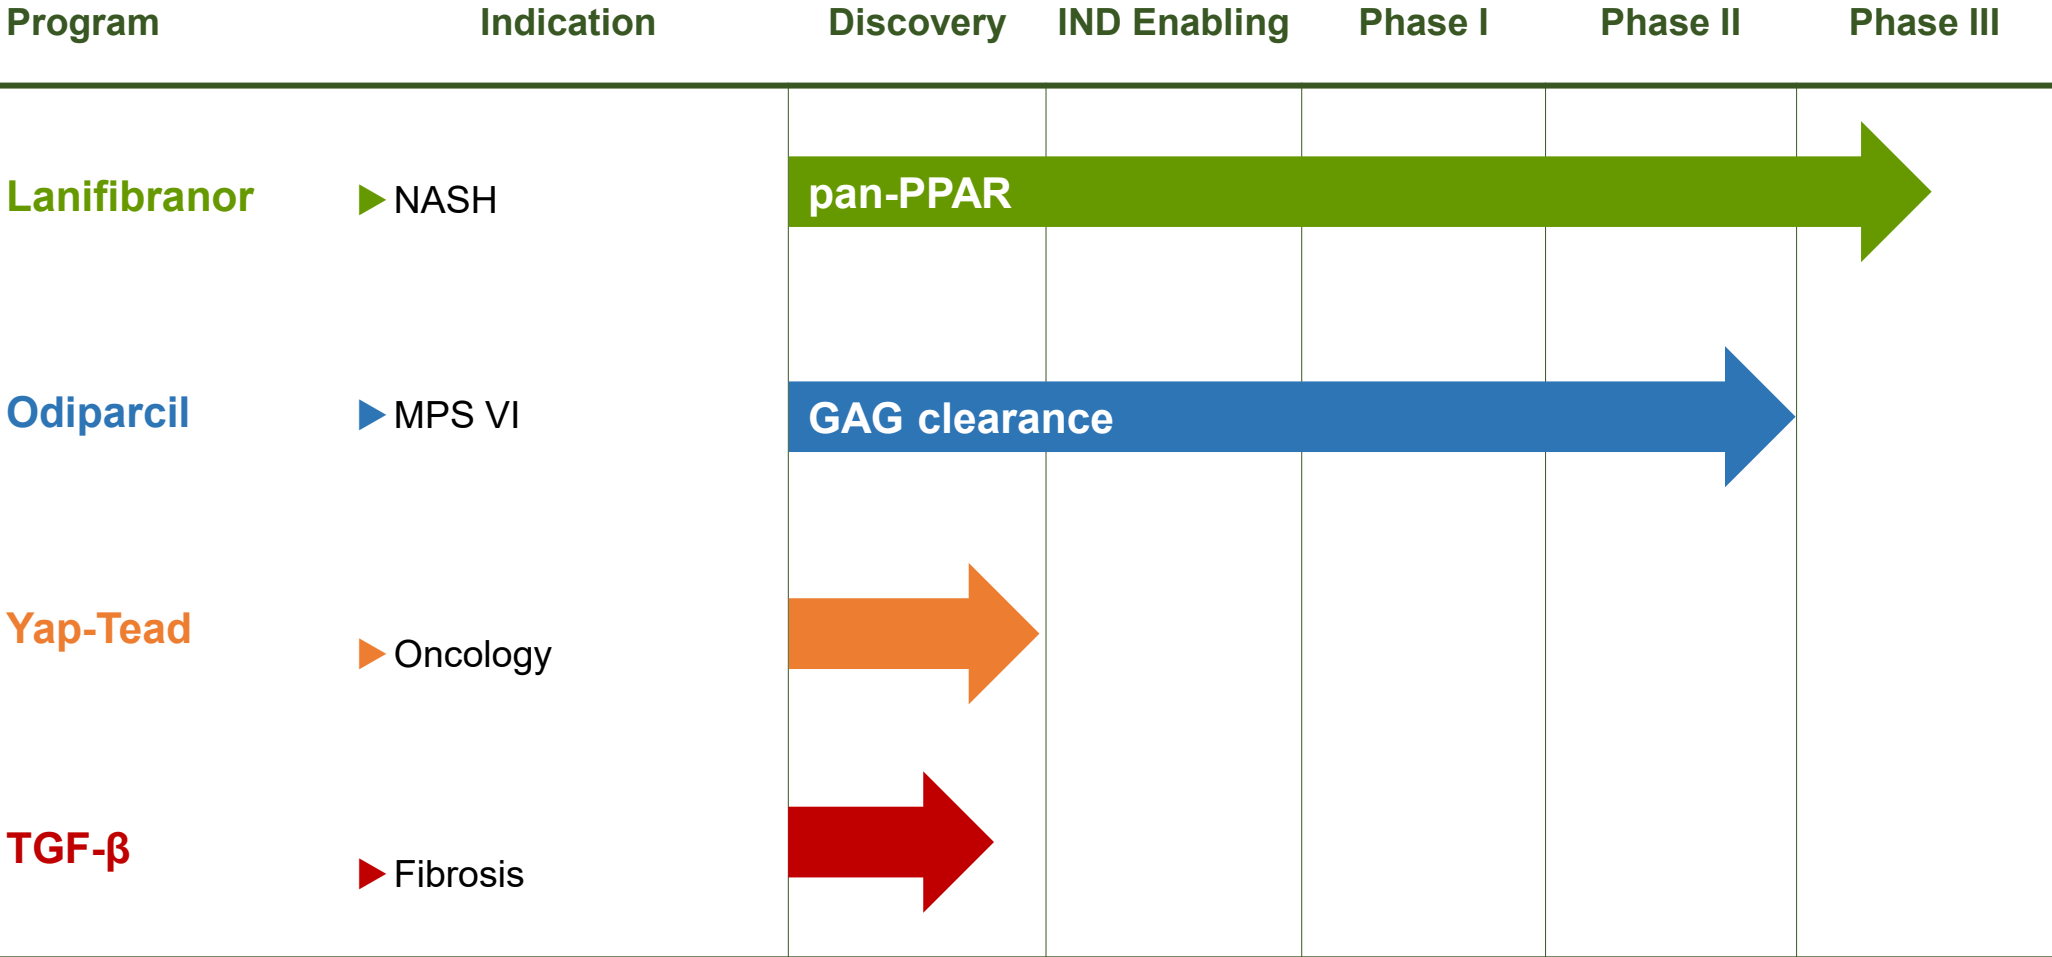 Program Indication Discovery IND Enabling Phase I Phase II Phase III
Lanifibranor NASH pan-PPAR
Odiparcil MPS VI GAG clearance
Yap-Tead Oncology
TGF-β Fibrosis